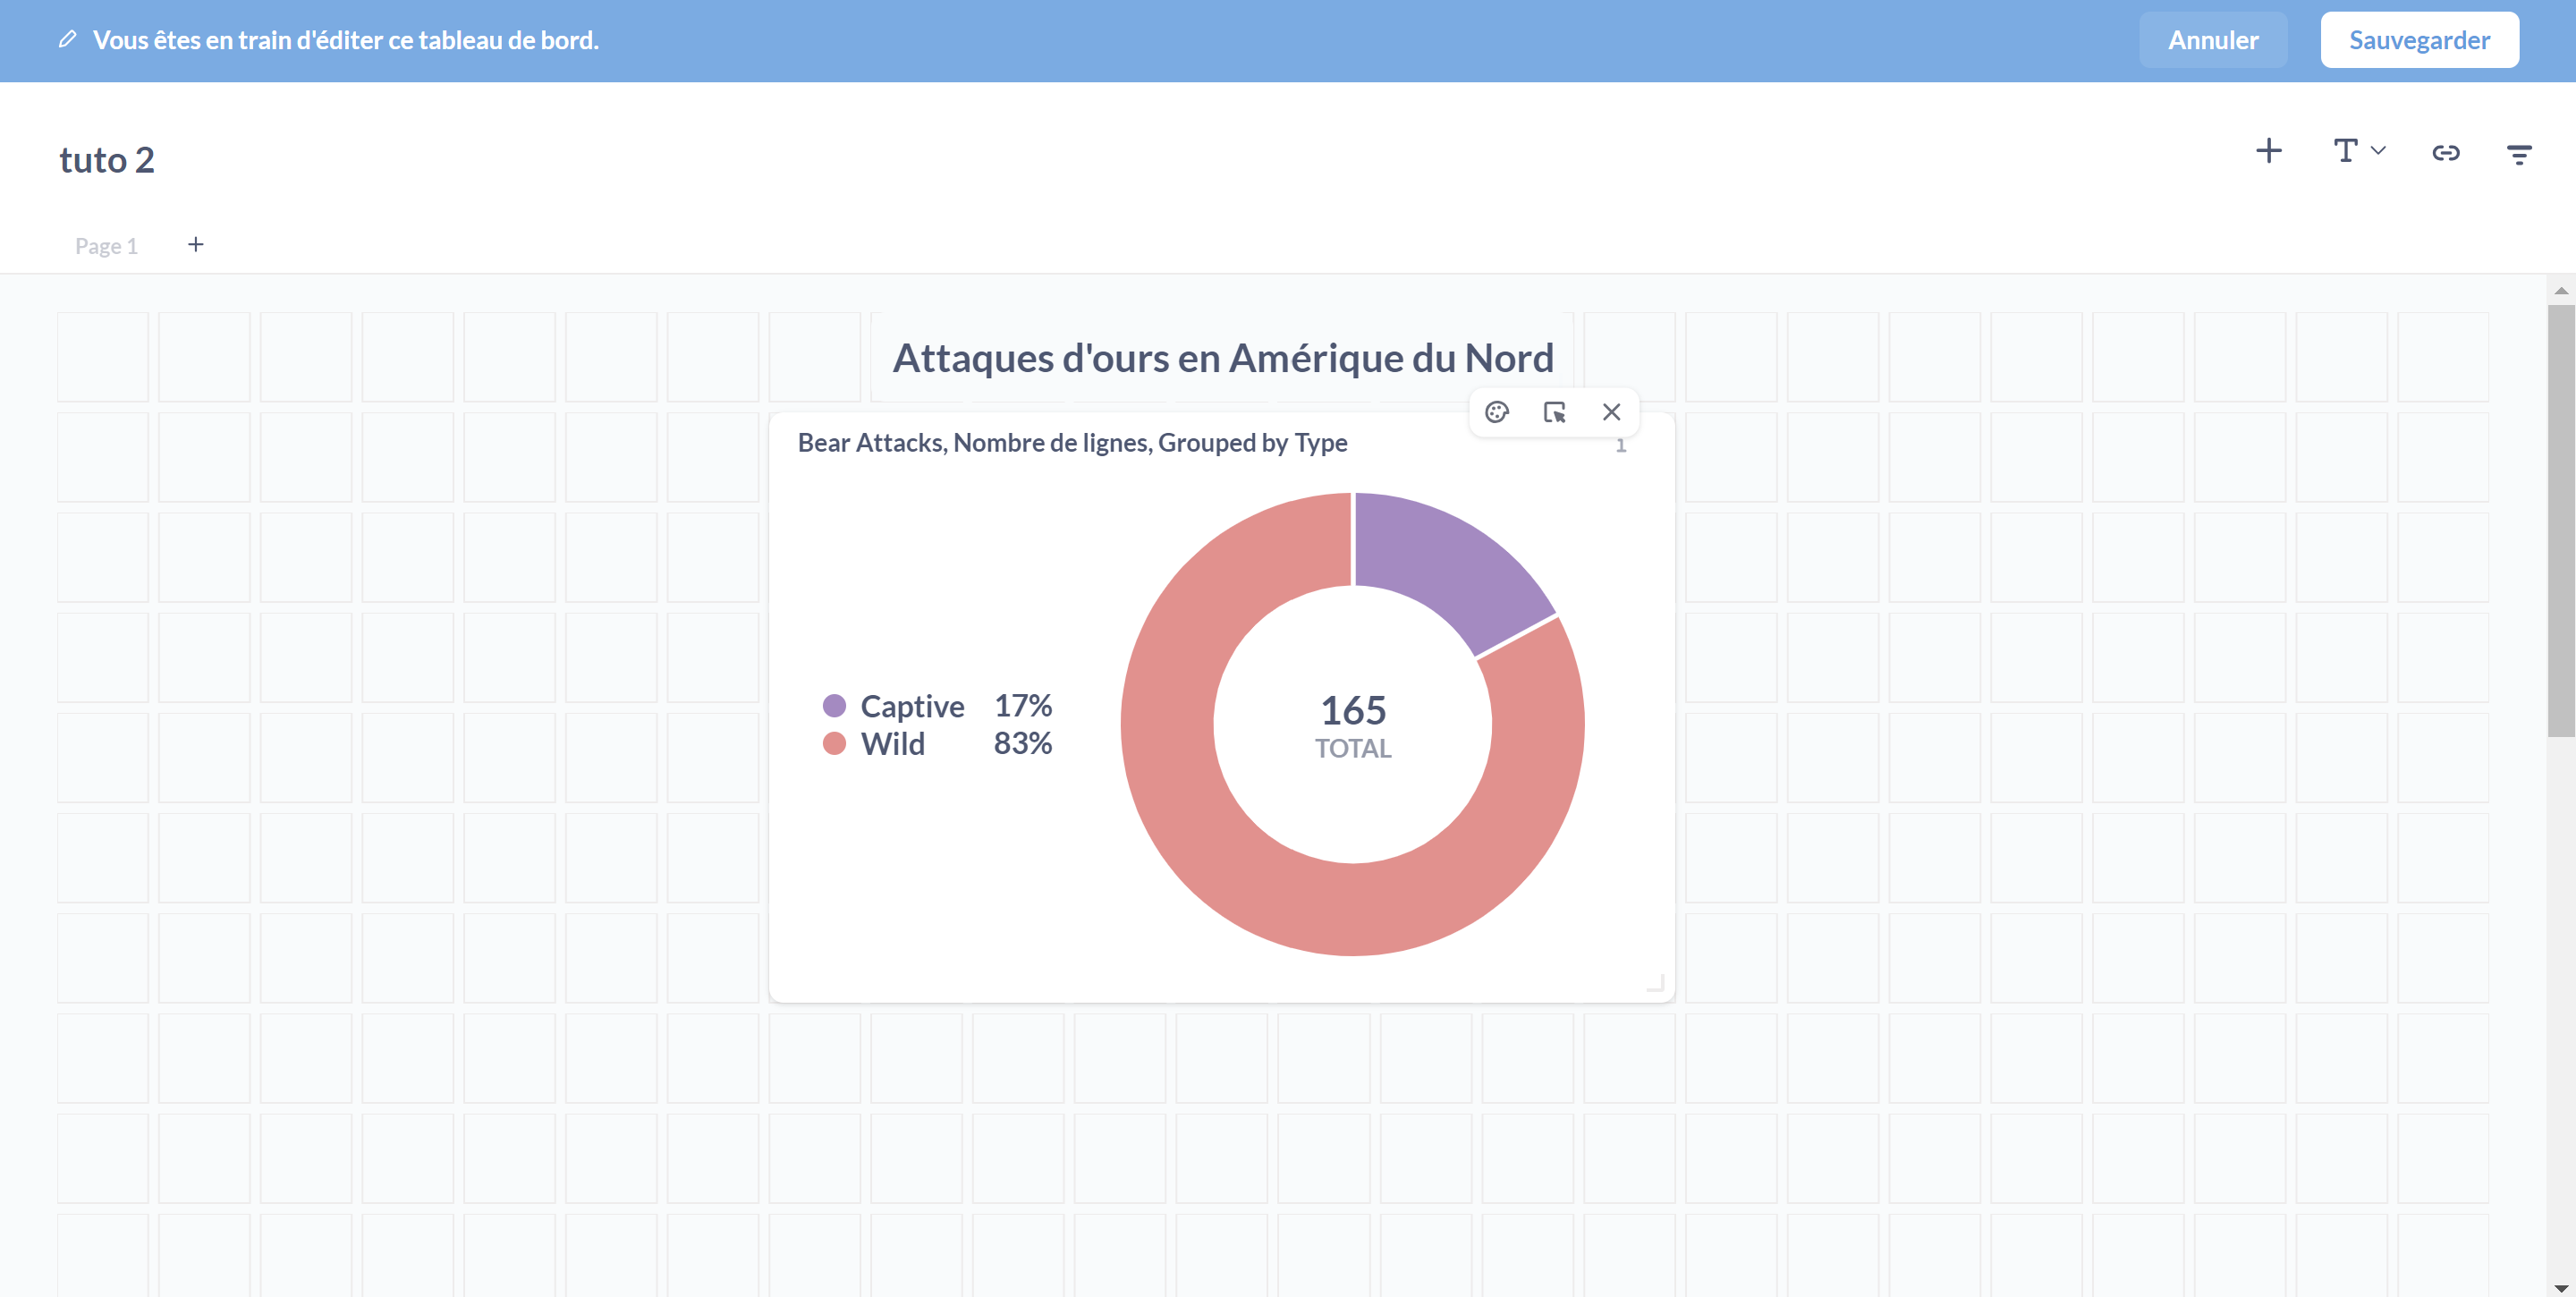 Vous êtes en train d'éditer ce tableau de bord.
Annuler
Sauvegarder
tuto 2
Page 1
Attaques d'ours en Amérique du Nord
Bear Attacks, Nombre de lignes, Grouped by Type
1
Captive 17%
Wild 83%
165
TOTAL